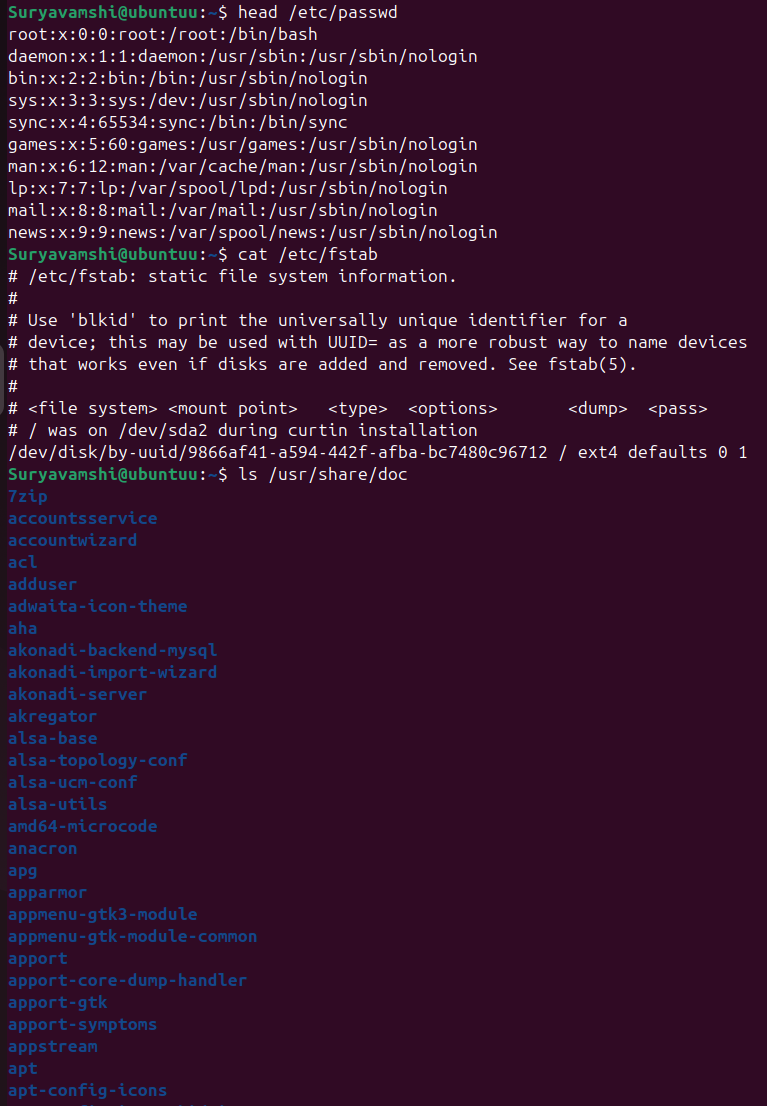 Suryavamshi@ubuntuu:~$ head /etc/passwd
root:x:0:0:root:/root:/bin/bash
daemon:x:1:1:daemon:/usr/sbin:/usr/sbin/nologin
bin:x:2:2:bin:/bin:/usr/sbin/nologin
sys:x:3:3:sys:/dev:/usr/sbin/nologin
sync:x:4:65534:sync:/bin:/bin/sync
games:x:5:60:games:/usr/games:/usr/sbin/nologin
man:x:6:12:man:/var/cache/man:/usr/sbin/nologin
lp:x:7:7:lp:/var/spool/lpd:/usr/sbin/nologin
mail:x:8:8:mail:/var/mail:/usr/sbin/nologin
news:x:9:9:news:/var/spool/news:/usr/sbin/nologin
Suryavamshi@ubuntuu:~$ cat /etc/fstab
# /etc/fstab: static file system information.
#
# Use 'blkid' to print the universally unique identifier for a
# device; this may be used with UUID= as a more robust way to name devices
# that works even if disks are added and removed. See fstab(5).
#
# <file system> <mount point>   <type>  <options>       <dump>  <pass>
# / was on /dev/sda2 during curtin installation
/dev/disk/by-uuid/9866af41-a594-442f-afba-bc7480c96712 / ext4 defaults 0 1
Suryavamshi@ubuntuu:~$ ls /usr/share/doc
7zip
accountsservice
accountwizard
acl
adduser
adwaita-icon-theme
aha
akonadi-backend-mysql
akonadi-import-wizard
akonadi-server
akregator
alsa-base
alsa-topology-conf
alsa-ucm-conf
alsa-utils
amd64-microcode
anacron
apg
apparmor
appmenu-gtk3-module
appmenu-gtk-module-common
apport
apport-core-dump-handler
apport-gtk
apport-symptoms
appstream
apt
apt-config-icons